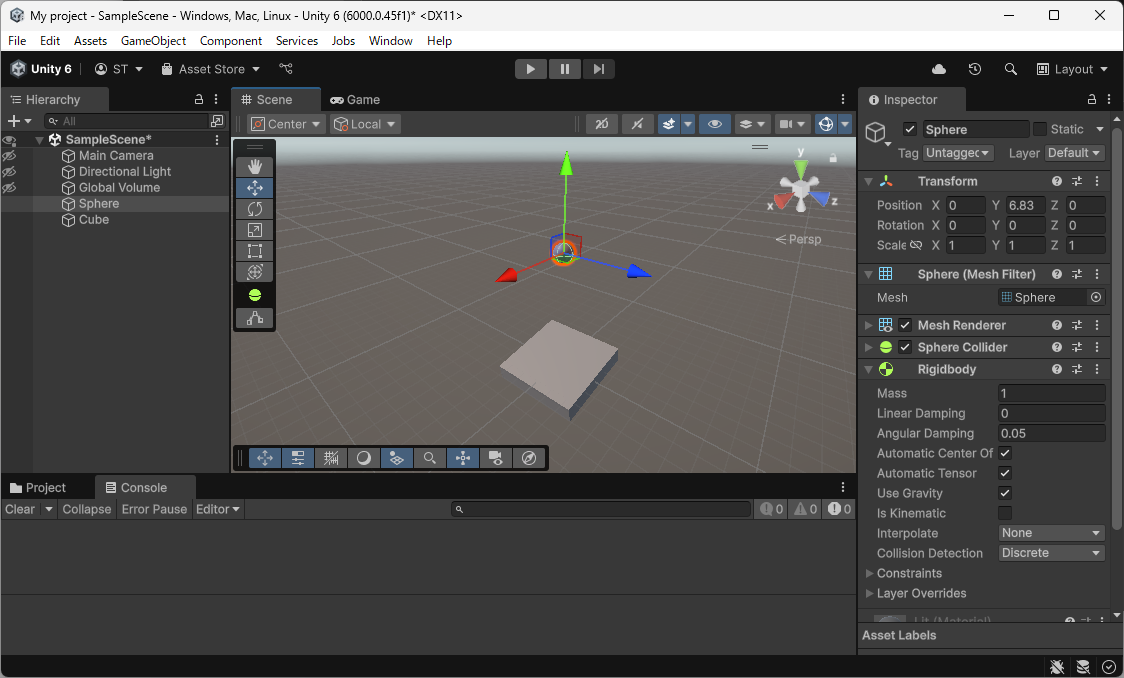 My project - SampleScene - Windows, Mac, Linux - Unity 6 (6000.0.45f1)* <DX11>
File Edit Assets GameObject Component Services Jobs Window Help
Unity 6 ST Asset Store Layout
Hierarchy
All
SampleScene*
Main Camera
Directional Light
Global Volume
Sphere
Cube
Scene Game
Center Local 2D
y
x
z
Persp
Inspector
Sphere Static
Tag Untagged Layer Default
Transform
Position X 0 Y 6.83 Z 0
Rotation X 0 Y 0 Z 0
Scale X 1 Y 1 Z 1
Sphere (Mesh Filter)
Mesh Sphere
Mesh Renderer
Sphere Collider
Rigidbody
Mass 1
Linear Damping 0
Angular Damping 0.05
Automatic Center Of
Automatic Tensor
Use Gravity
Is Kinematic
Interpolate None
Collision Detection Discrete
Constraints
Layer Overrides
Lit (Material)
Asset Labels
Project Console
Clear Collapse Error Pause Editor 0 0 0